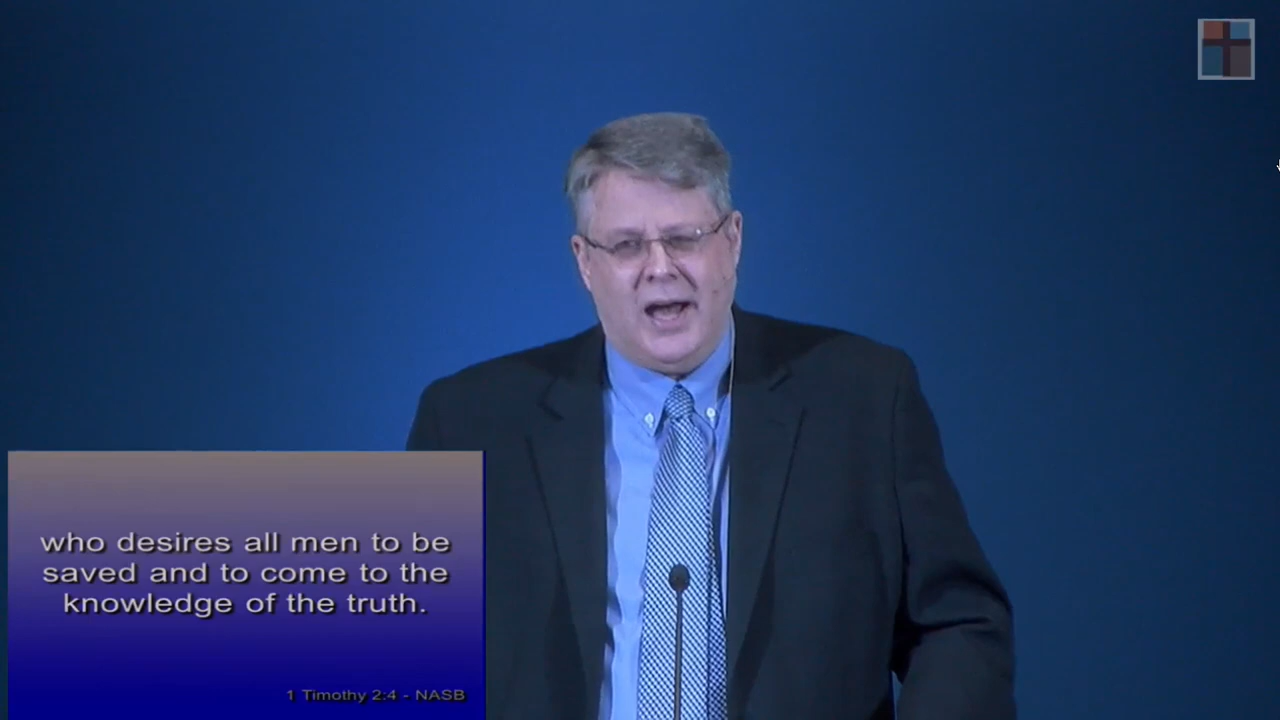 who desires all men to be
saved and to come to the
knowledge of the truth.
1 Timothy 2:4 - NASB